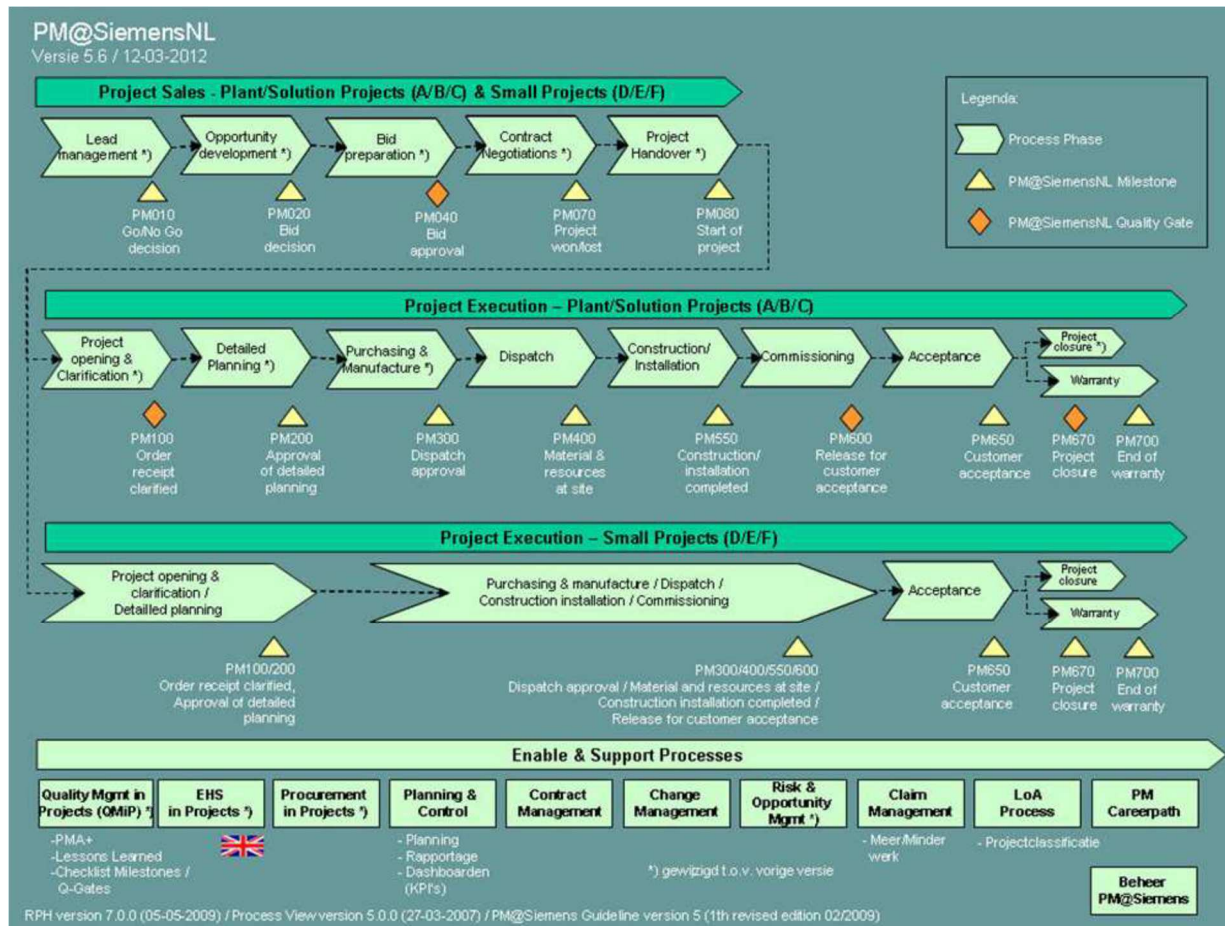 PM@SiemensNL
Versie 5.6 / 12-03-2012
Project Sales - Plant/Solution Projects (A/B/C) & Small Projects (D/E/F)
Lead
management *)
Opportunity
development *)
Bid
preparation *)
Contract
Negotiations *)
Project
Handover *)
PM010
Go/No Go
decision
PM020
Bid
decision
PM040
Bid
approval
PM070
Project
won/lost
PM080
Start of
project
Legenda:
Process Phase
PM@SiemensNL Milestone
PM@SiemensNL Quality Gate
Project Execution – Plant/Solution Projects (A/B/C)
Project
opening &
Clarification *)
Detailed
Planning *)
Purchasing &
Manufacture *)
Dispatch
Construction/
Installation
Commissioning
Acceptance
Project
closure *)
Warranty
PM100
Order
receipt
clarified
PM200
Approval
of detailed
planning
PM300
Dispatch
approval
PM400
Material &
resources
at site
PM550
Construction/
installation
completed
PM600
Release for
customer
acceptance
PM650
Customer
acceptance
PM670
Project
closure
PM700
End of
warranty
Project Execution – Small Projects (D/E/F)
Project opening &
clarification /
Detailled planning
Purchasing & manufacture / Dispatch /
Construction installation / Commissioning
Acceptance
Project
closure
Warranty
PM100/200
Order receipt clarified,
Approval of detailed
planning
PM300/400/550/600
Dispatch approval / Material and resources at site /
Construction installation completed /
Release for customer acceptance
PM650
Customer
acceptance
PM670
Project
closure
PM700
End of
warranty
Enable & Support Processes
Quality Mgmt in
Projects (QMiP) *)
EHS
in Projects *)
Procurement
in Projects *)
Planning &
Control
Contract
Management
Change
Management
Risk &
Opportunity
Mgmt *)
Claim
Management
LoA
Process
PM
Careerpath
-PMA+
-Lessons Learned
-Checklist Milestones /
Q-Gates
- Planning
- Rapportage
- Dashboarden
(KPI's)
*) gewijzigd t.o.v. vorige versie
- Meer/Minder
werk
- Projectclassificatie
Beheer
PM@Siemens
RPH version 7.0.0 (05-05-2009) / Process View version 5.0.0 (27-03-2007) / PM@Siemens Guideline version 5 (1th revised edition 02/2009)